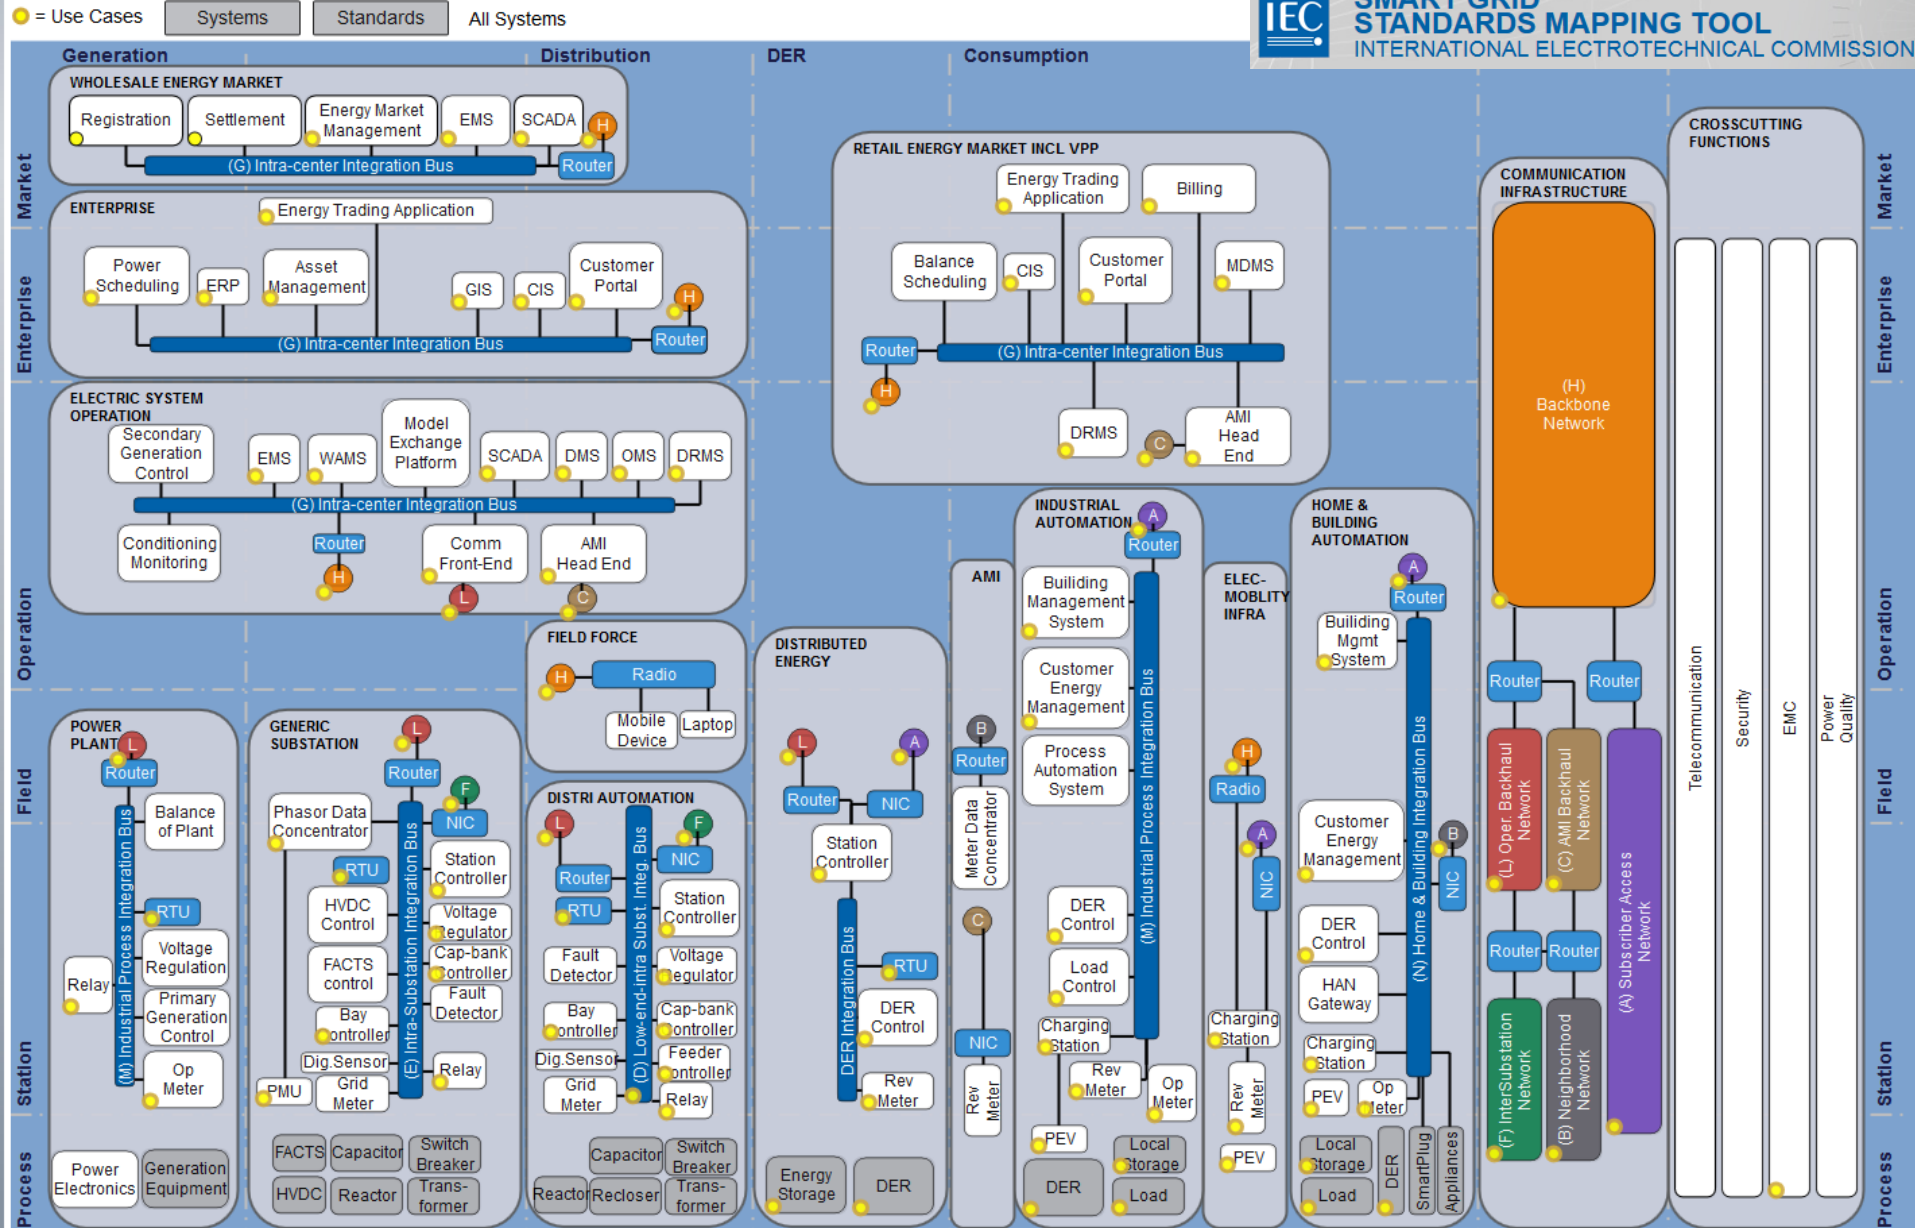 = Use Cases
Systems
Standards
All Systems
IEC
SMART GRID
STANDARDS MAPPING TOOL
INTERNATIONAL ELECTROTECHNICAL COMMISSION
Generation
Distribution
DER
Consumption
Market
Enterprise
Operation
Field
Station
Process
WHOLESALE ENERGY MARKET
Registration
Settlement
Energy Market
Management
EMS
SCADA
H
(G) Intra-center Integration Bus
Router
ENTERPRISE
Energy Trading Application
Power
Scheduling
ERP
Asset
Management
GIS
CIS
Customer
Portal
H
(G) Intra-center Integration Bus
Router
ELECTRIC SYSTEM
OPERATION
Secondary
Generation
Control
EMS
WAMS
Model
Exchange
Platform
SCADA
DMS
OMS
DRMS
(G) Intra-center Integration Bus
Conditioning
Monitoring
Router
H
Comm
Front-End
L
AMI
Head End
C
RETAIL ENERGY MARKET INCL VPP
Energy Trading
Application
Billing
Balance
Scheduling
CIS
Customer
Portal
MDMS
Router
(G) Intra-center Integration Bus
H
DRMS
C
AMI
Head
End
FIELD FORCE
H
Radio
Mobile
Device
Laptop
POWER
PLANT
L
Router
Balance
of Plant
(M) Industrial Process Integration Bus
RTU
Voltage
Regulation
Relay
Primary
Generation
Control
Op
Meter
Power
Electronics
Generation
Equipment
GENERIC
SUBSTATION
L
Router
F
NIC
Phasor Data
Concentrator
(E) Intra-Substation Integration Bus
RTU
Station
Controller
HVDC
Control
Voltage
Regulator
FACTS
control
Cap-bank
Controller
Fault
Detector
Bay
Controller
Dig.Sensor
Relay
PMU
Grid
Meter
FACTS
Capacitor
Switch
Breaker
HVDC
Reactor
Trans-
former
DISTRI AUTOMATION
L
F
NIC
Router
(D) Low-end-intra Subst. Integ. Bus
RTU
Station
Controller
Fault
Detector
Voltage
Regulator
Bay
Controller
Cap-bank
Controller
Dig.Sensor
Feeder
Controller
Grid
Meter
Relay
Capacitor
Switch
Breaker
Reactor
Recloser
Trans-
former
DISTRIBUTED
ENERGY
L
A
Router
NIC
Station
Controller
DER Integration Bus
RTU
DER
Control
Rev
Meter
Energy
Storage
DER
AMI
B
Router
Meter Data
Concentrator
C
NIC
Rev
Meter
INDUSTRIAL
AUTOMATION
A
Router
Builiding
Management
System
Customer
Energy
Management
Process
Automation
System
(M) Industrial Process Integration Bus
DER
Control
Load
Control
Charging
Station
Rev
Meter
Op
Meter
PEV
DER
Local
Storage
Load
ELEC-
MOBLITY
INFRA
H
Radio
A
NIC
Charging
Station
Rev
Meter
PEV
HOME &
BUILDING
AUTOMATION
A
Router
Builiding
Mgmt
System
(N) Home & Building Integration Bus
Customer
Energy
Management
B
NIC
DER
Control
HAN
Gateway
Charging
Station
PEV
Op
Meter
Local
Storage
Load
DER
SmartPlug
Appliances
COMMUNICATION
INFRASTRUCTURE
(H)
Backbone
Network
Router
Router
(L) Oper. Backhaul
Network
(C) AMI Backhaul
Network
(A) Subscriber Access
Network
Router
Router
(F) InterSubstation
Network
(B) Neighborhood
Network
CROSSCUTTING
FUNCTIONS
Telecommunication
Security
EMC
Power
Quality
Market
Enterprise
Operation
Field
Station
Process